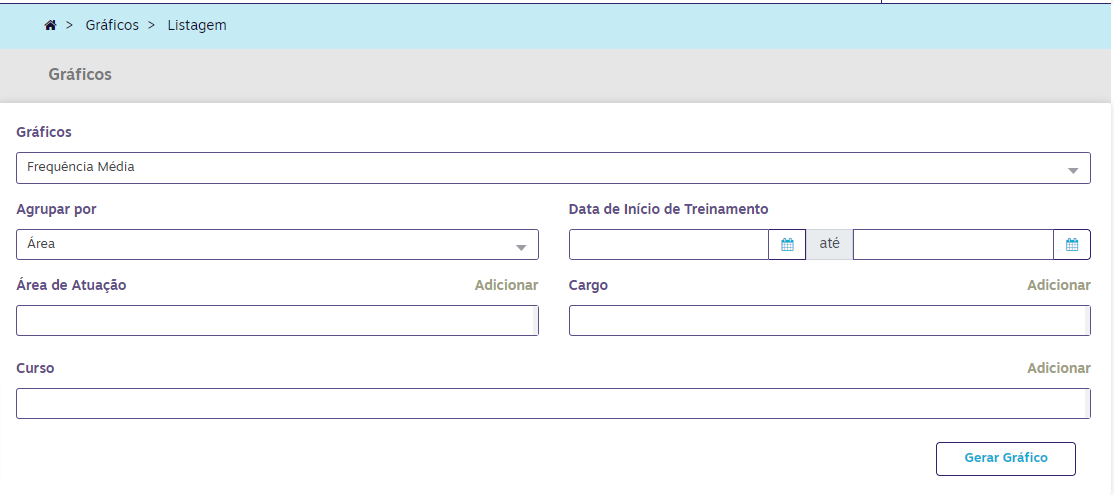 > Gráficos > Listagem
Gráficos
Gráficos
Frequência Média
Agrupar por Data de Início de Treinamento
Área até
Área de Atuação Adicionar Cargo Adicionar
Curso Adicionar
Gerar Gráfico